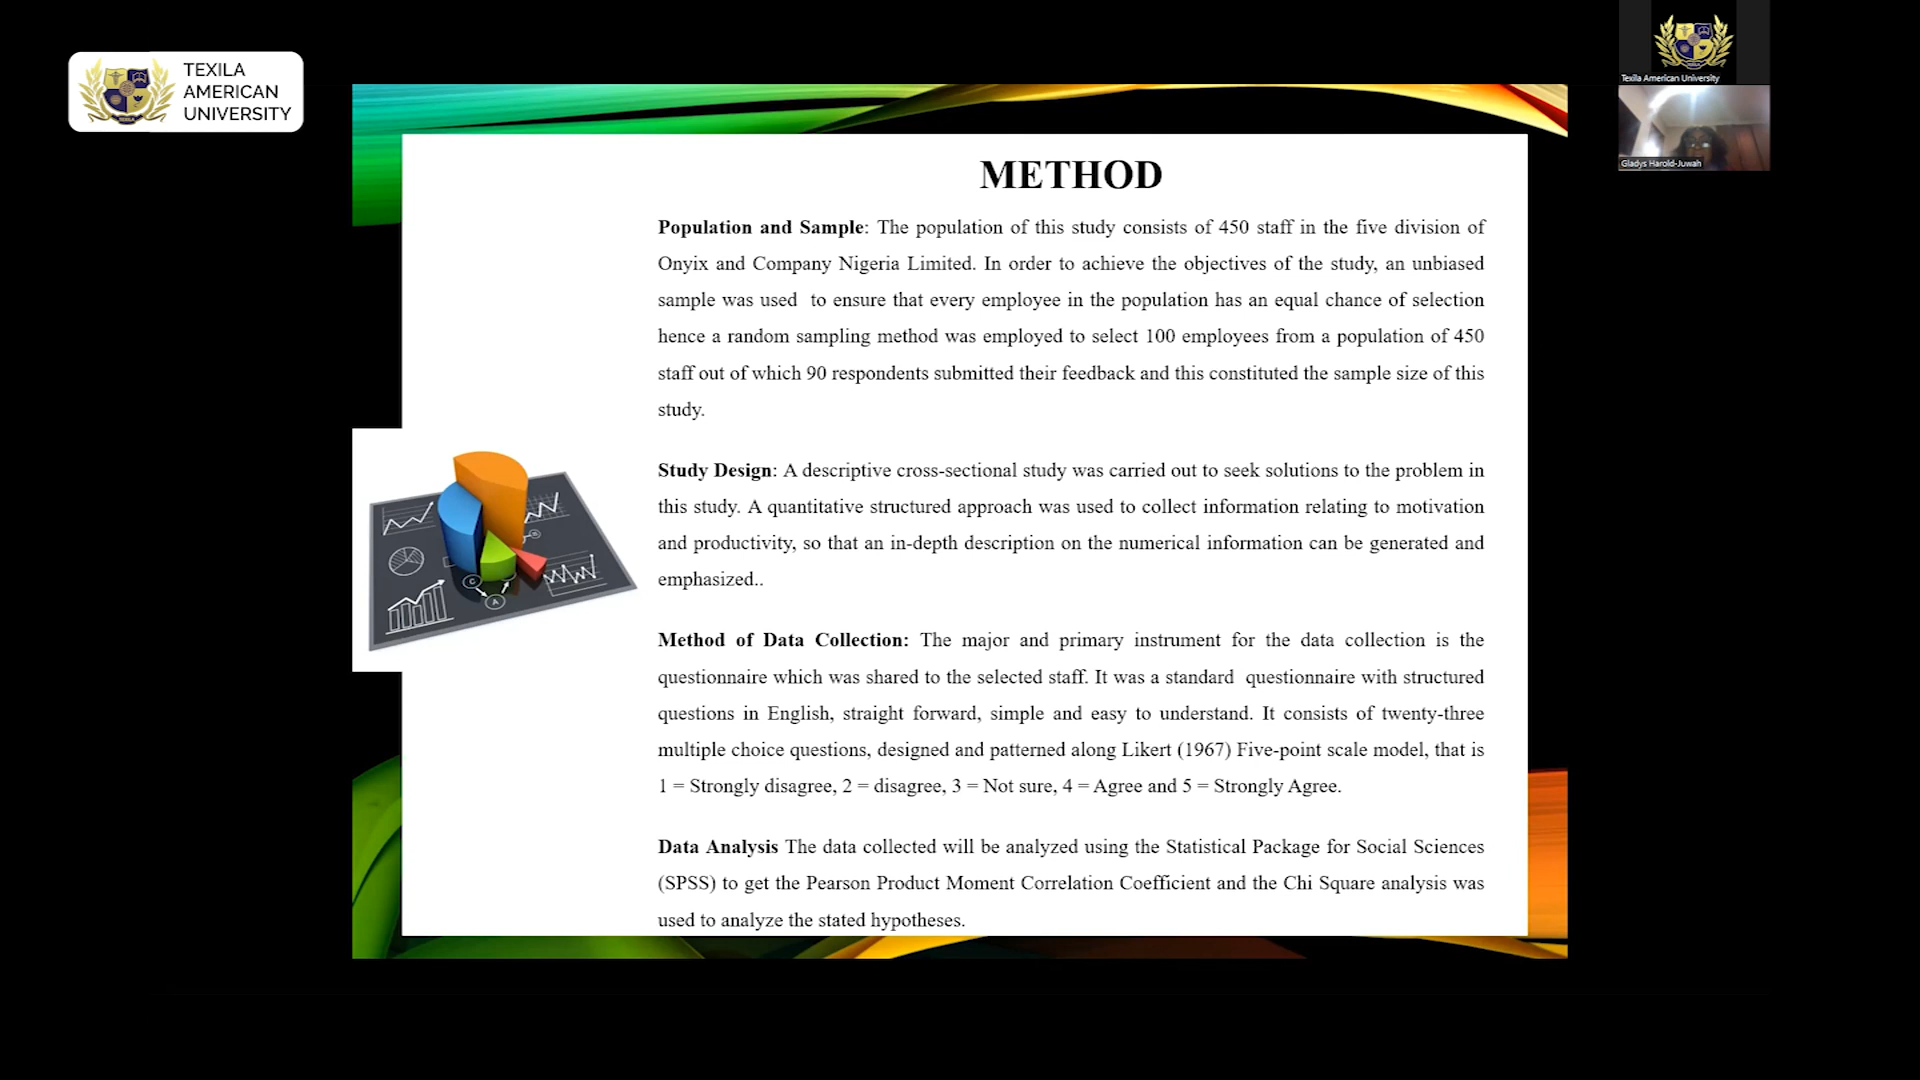 TEXILA
AMERICAN
UNIVERSITY
Texila American University
Gladys Harold-Juwah
METHOD
Population and Sample: The population of this study consists of 450 staff in the five division of
Onyix and Company Nigeria Limited. In order to achieve the objectives of the study, an unbiased
sample was used  to ensure that every employee in the population has an equal chance of selection
hence a random sampling method was employed to select 100 employees from a population of 450
staff out of which 90 respondents submitted their feedback and this constituted the sample size of this
study.
Study Design: A descriptive cross-sectional study was carried out to seek solutions to the problem in
this study. A quantitative structured approach was used to collect information relating to motivation
and productivity, so that an in-depth description on the numerical information can be generated and
emphasized..
Method of Data Collection: The major and primary instrument for the data collection is the
questionnaire which was shared to the selected staff. It was a standard  questionnaire with structured
questions in English, straight forward, simple and easy to understand. It consists of twenty-three
multiple choice questions, designed and patterned along Likert (1967) Five-point scale model, that is
1 = Strongly disagree, 2 = disagree, 3 = Not sure, 4 = Agree and 5 = Strongly Agree.
Data Analysis The data collected will be analyzed using the Statistical Package for Social Sciences
(SPSS) to get the Pearson Product Moment Correlation Coefficient and the Chi Square analysis was
used to analyze the stated hypotheses.
C
A